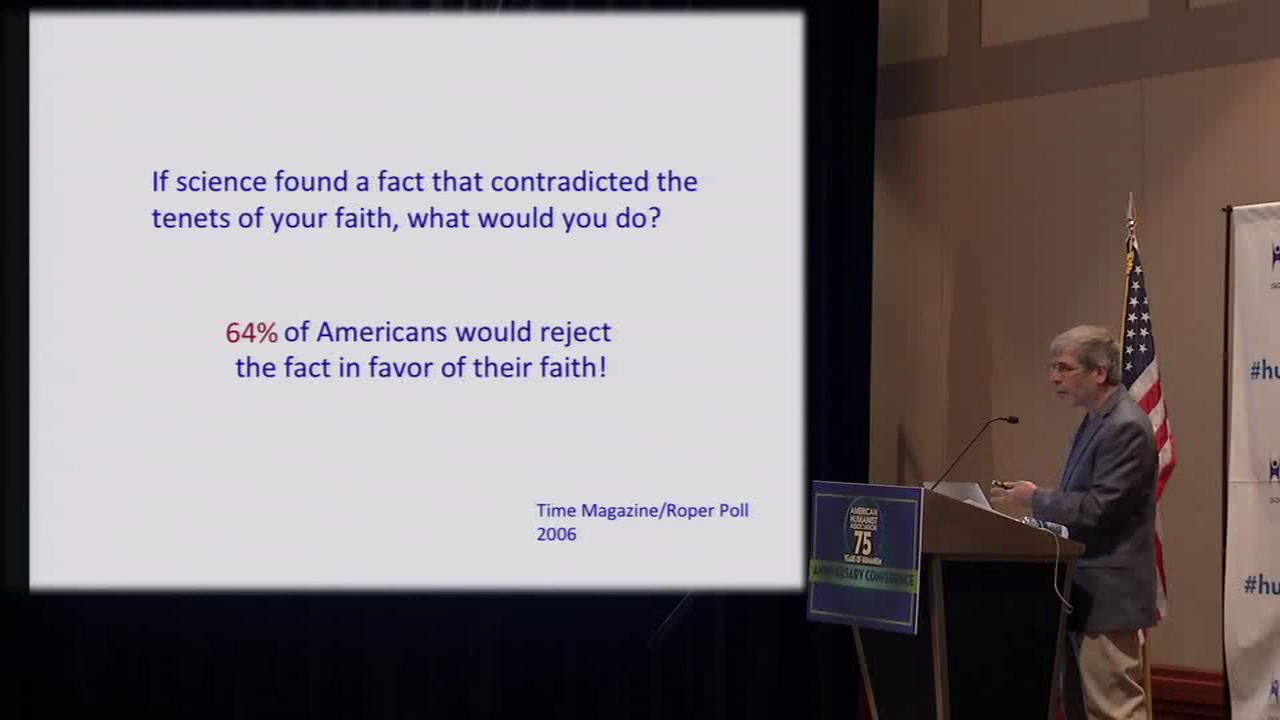 If science found a fact that contradicted the
tenets of your faith, what would you do?
64% of Americans would reject
the fact in favor of their faith!
Time Magazine/Roper Poll
2006
AMERICAN
HUMANIST
ASSOCIATION
75
YEARS OF HUMANISM
ANNIVERSARY CONFERENCE
#hu
#hu